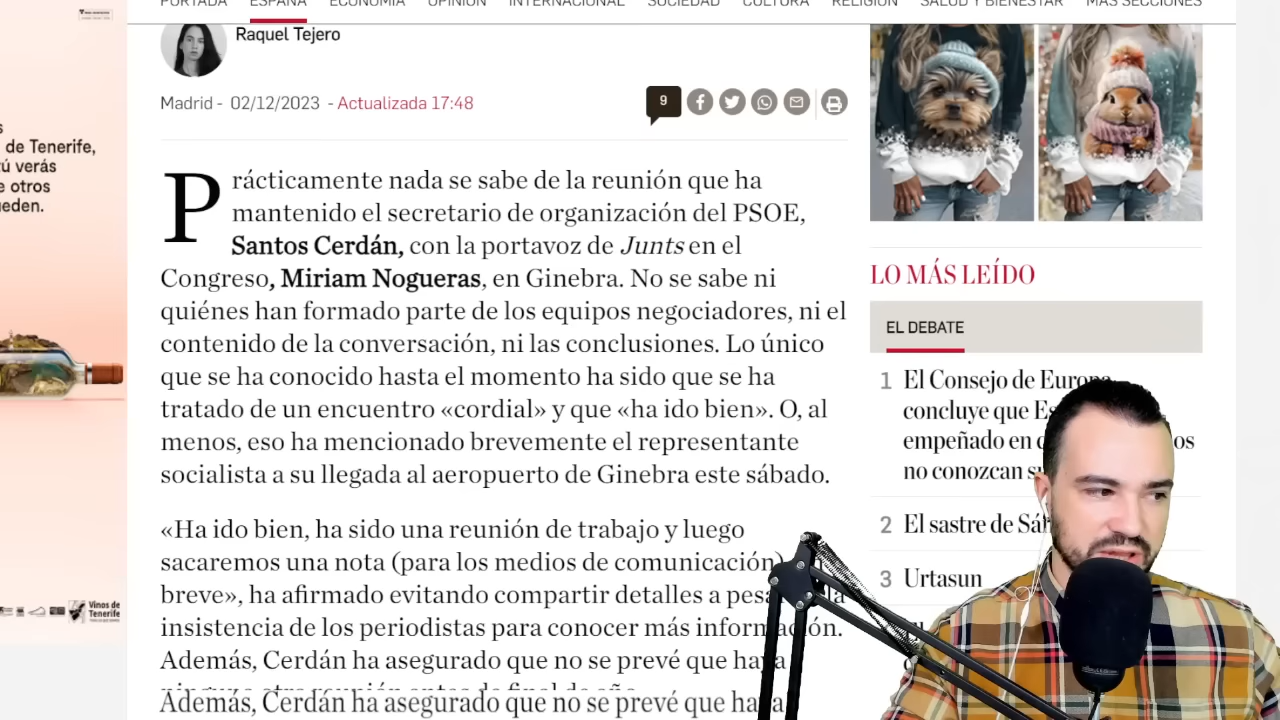 PORTADA ESPAÑA ECONOMÍA OPINIÓN INTERNACIONAL SOCIEDAD CULTURA RELIGIÓN SALUD Y BIENESTAR MÁS SECCIONES
Raquel Tejero
Madrid - 02/12/2023 - Actualizada 17:48
9
Prácticamente nada se sabe de la reunión que ha
mantenido el secretario de organización del PSOE,
Santos Cerdán, con la portavoz de Junts en el
Congreso, Miriam Nogueras, en Ginebra. No se sabe ni
quiénes han formado parte de los equipos negociadores, ni el
contenido de la conversación, ni las conclusiones. Lo único
que se ha conocido hasta el momento ha sido que se ha
tratado de un encuentro «cordial» y que «ha ido bien». O, al
menos, eso ha mencionado brevemente el representante
socialista a su llegada al aeropuerto de Ginebra este sábado.
«Ha ido bien, ha sido una reunión de trabajo y luego
sacaremos una nota (para los medios de comunicación)
breve», ha afirmado evitando compartir detalles a pesar la
insistencia de los periodistas para conocer más información.
Además, Cerdán ha asegurado que no se prevé que haya
Además, Cerdán ha asegurado que no se prevé que haya
de Tenerife,
tú verás
e otros
ueden.
Vinos de
Tenerife
LO MÁS LEÍDO
EL DEBATE
1 El Consejo de Europa
concluye que Es
empeñado en os
no conozcan su
2 El sastre de Sán
3 Urtasun